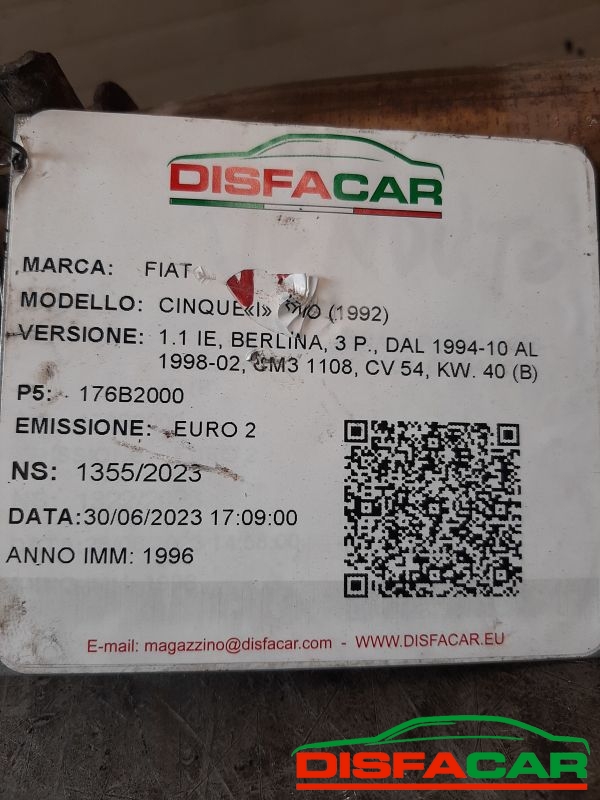 DISFACAR
MARCA: FIAT
MODELLO: (1992)
VERSIONE: 1.1 IE, BERLINA, 3 P., DAL 1994-10 AL
1998-02, CM3 1108, CV 54, KW. 40 (B)
P5: 176B2000
EMISSIONE: EURO 2
NS: 1355/2023
DATA:30/06/2023 17:09:00
ANNO IMM: 1996
E-mail: magazzino@disfacar.com - WWW.DISFACAR.EU
DISFACAR